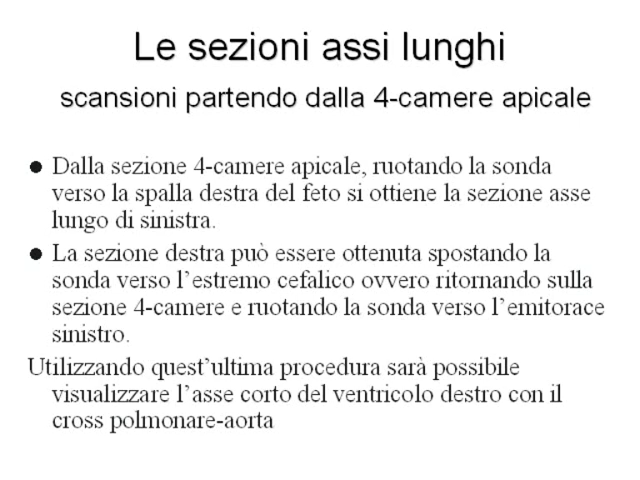 Le sezioni assi lunghi
scansioni partendo dalla 4-camere apicale
● Dalla sezione 4-camere apicale, ruotando la sonda
verso la spalla destra del feto si ottiene la sezione asse
lungo di sinistra.
● La sezione destra può essere ottenuta spostando la
sonda verso l’estremo cefalico ovvero ritornando sulla
sezione 4-camere e ruotando la sonda verso l’emitorace
sinistro.
Utilizzando quest’ultima procedura sarà possibile
visualizzare l’asse corto del ventricolo destro con il
cross polmonare-aorta